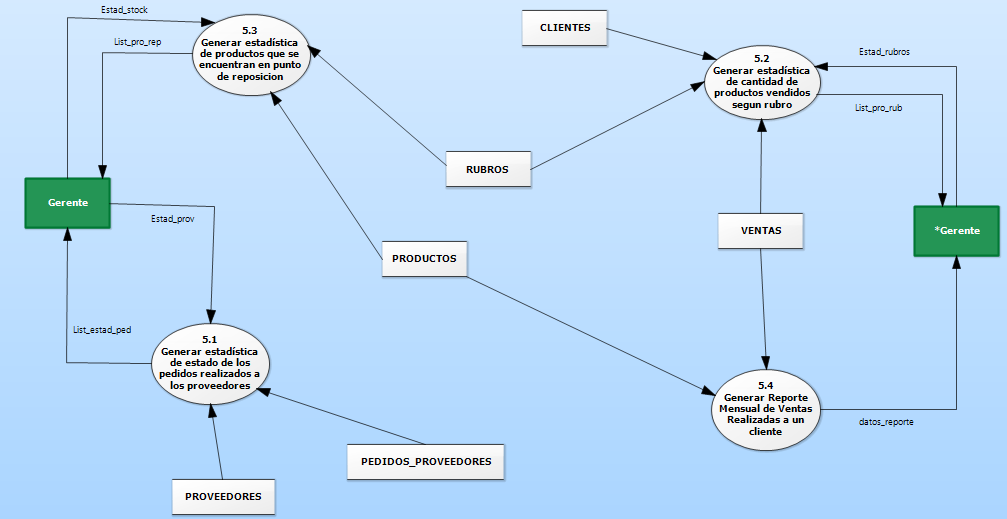 Estad_stock
List_pro_rep
5.3
Generar estadística
de productos que se
encuentran en punto
de reposicion
CLIENTES
5.2
Generar estadística
de cantidad de
productos vendidos
segun rubro
Estad_rubros
List_pro_rub
RUBROS
Gerente
Estad_prov
VENTAS
*Gerente
PRODUCTOS
List_estad_ped
5.1
Generar estadística
de estado de los
pedidos realizados a
los proveedores
5.4
Generar Reporte
Mensual de Ventas
Realizadas a un
cliente
datos_reporte
PEDIDOS_PROVEEDORES
PROVEEDORES